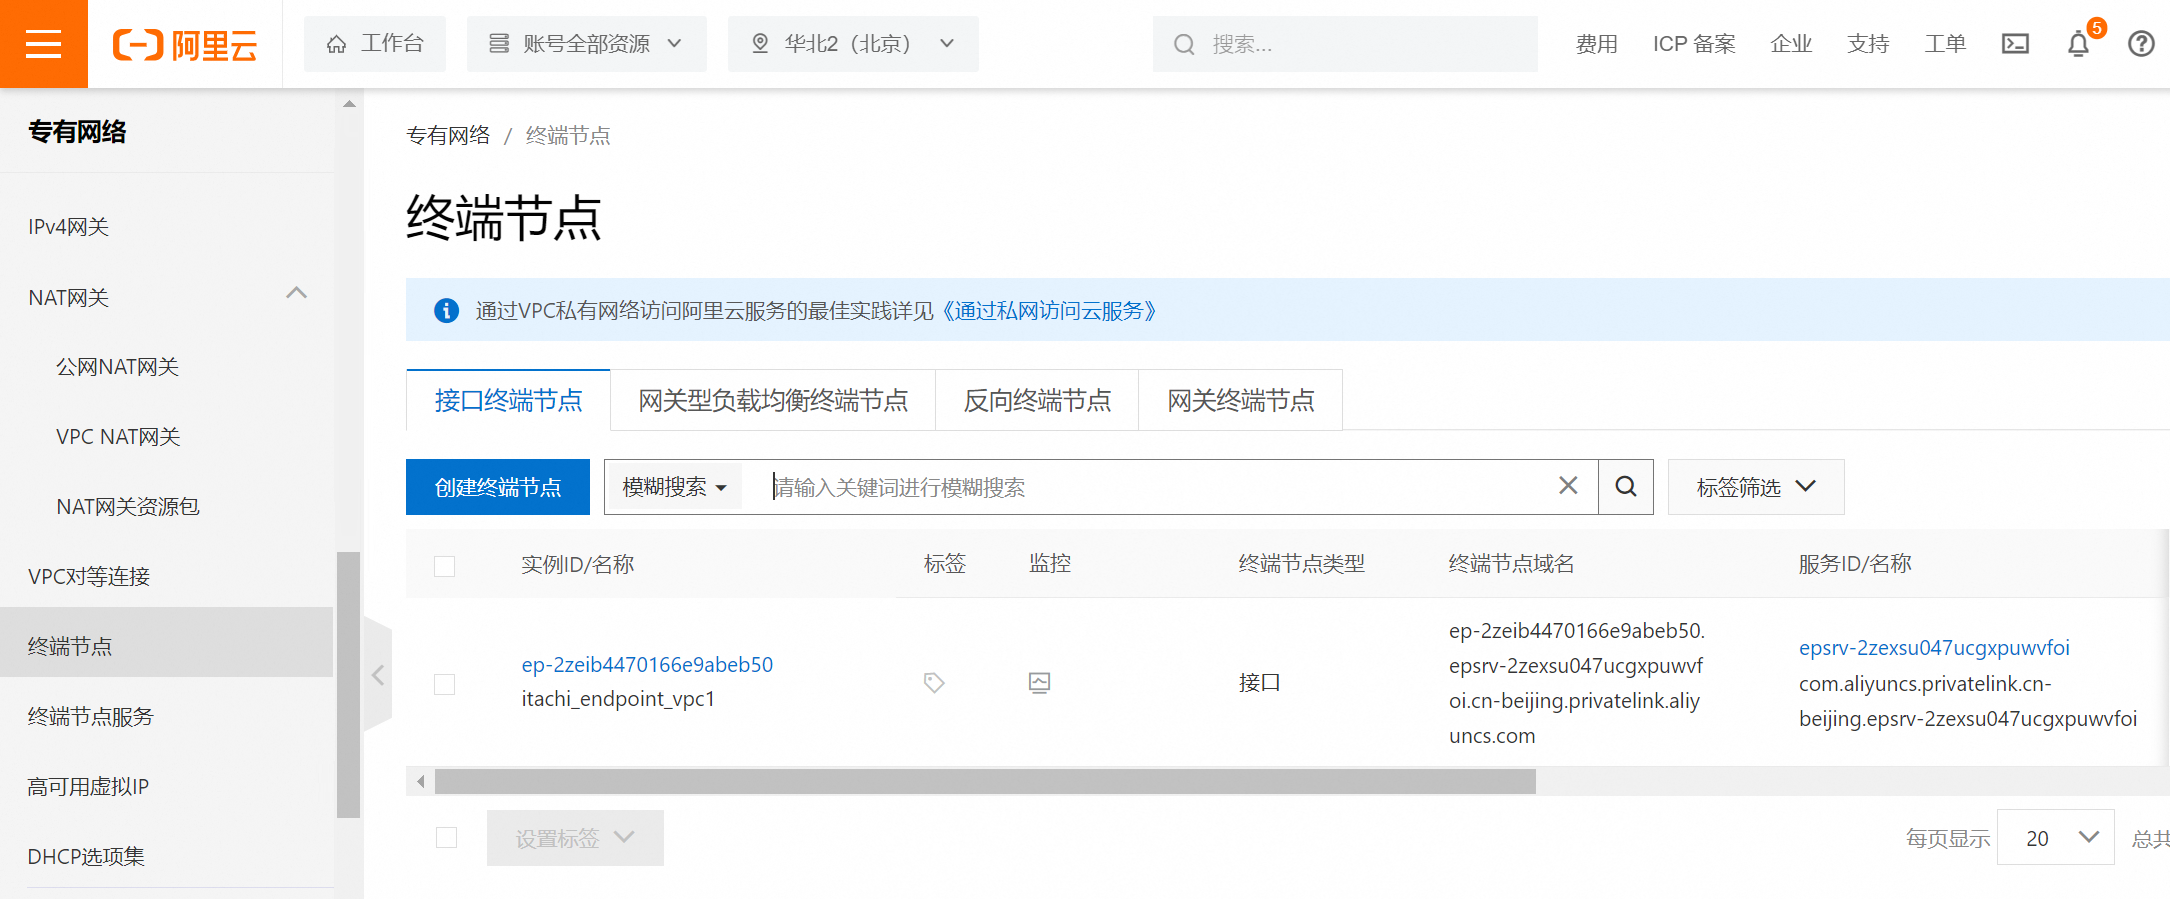 阿里云
工作台
账号全部资源
华北2（北京）
搜索...
费用
ICP 备案
企业
支持
工单
5
专有网络
IPv4网关
NAT网关
公网NAT网关
VPC NAT网关
NAT网关资源包
VPC对等连接
终端节点
终端节点服务
高可用虚拟IP
DHCP选项集
专有网络 / 终端节点
终端节点
通过VPC私有网络访问阿里云服务的最佳实践详见《通过私网访问云服务》
接口终端节点
网关型负载均衡终端节点
反向终端节点
网关终端节点
创建终端节点
模糊搜索
请输入关键词进行模糊搜索
标签筛选
实例ID/名称
标签
监控
终端节点类型
终端节点域名
服务ID/名称
ep-2zeib4470166e9abeb50
itachi_endpoint_vpc1
接口
ep-2zeib4470166e9abeb50.
epsrv-2zexsu047ucgxpuwvf
oi.cn-beijing.privatelink.aliy
uncs.com
epsrv-2zexsu047ucgxpuwvfoi
com.aliyuncs.privatelink.cn-
beijing.epsrv-2zexsu047ucgxpuwvfoi
设置标签
每页显示
20
总共